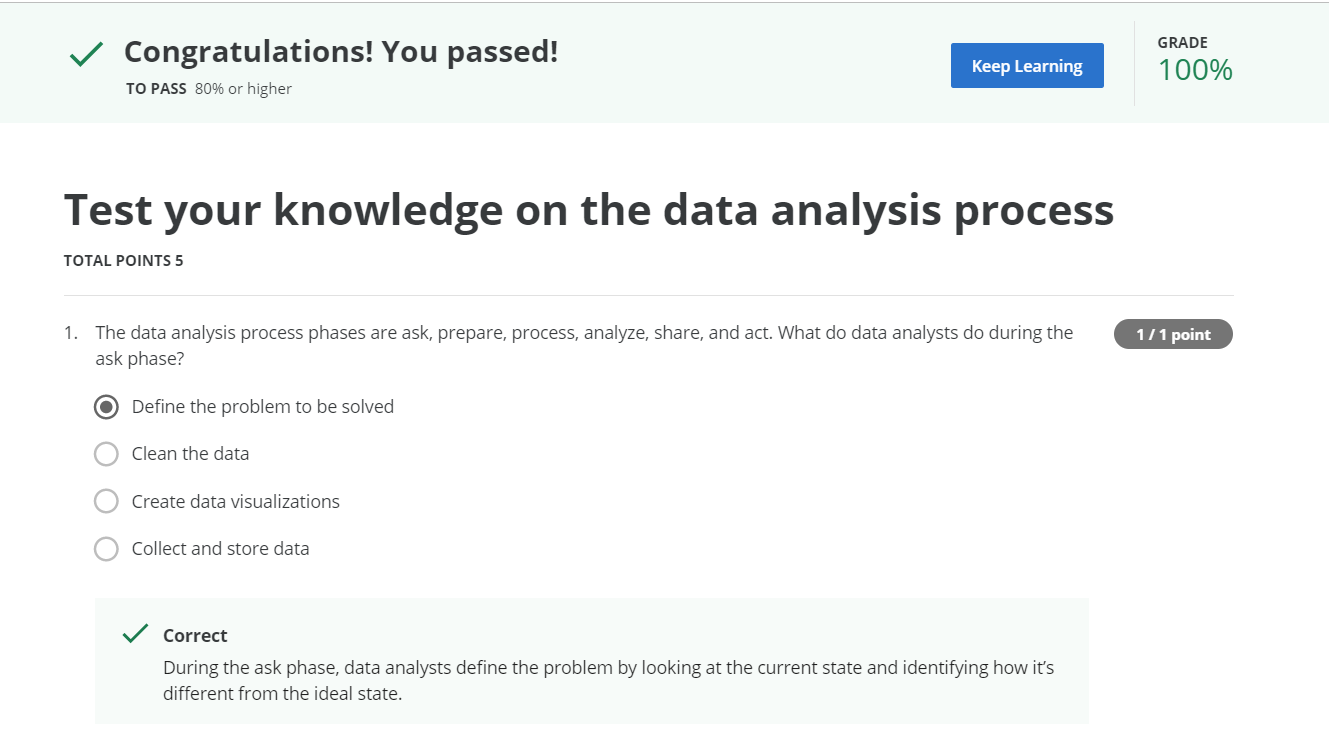 Congratulations! You passed!
TO PASS 80% or higher
Keep Learning
GRADE
100%
Test your knowledge on the data analysis process
TOTAL POINTS 5
1. The data analysis process phases are ask, prepare, process, analyze, share, and act. What do data analysts do during the
ask phase?
1 / 1 point
Define the problem to be solved
Clean the data
Create data visualizations
Collect and store data
Correct
During the ask phase, data analysts define the problem by looking at the current state and identifying how it’s
different from the ideal state.